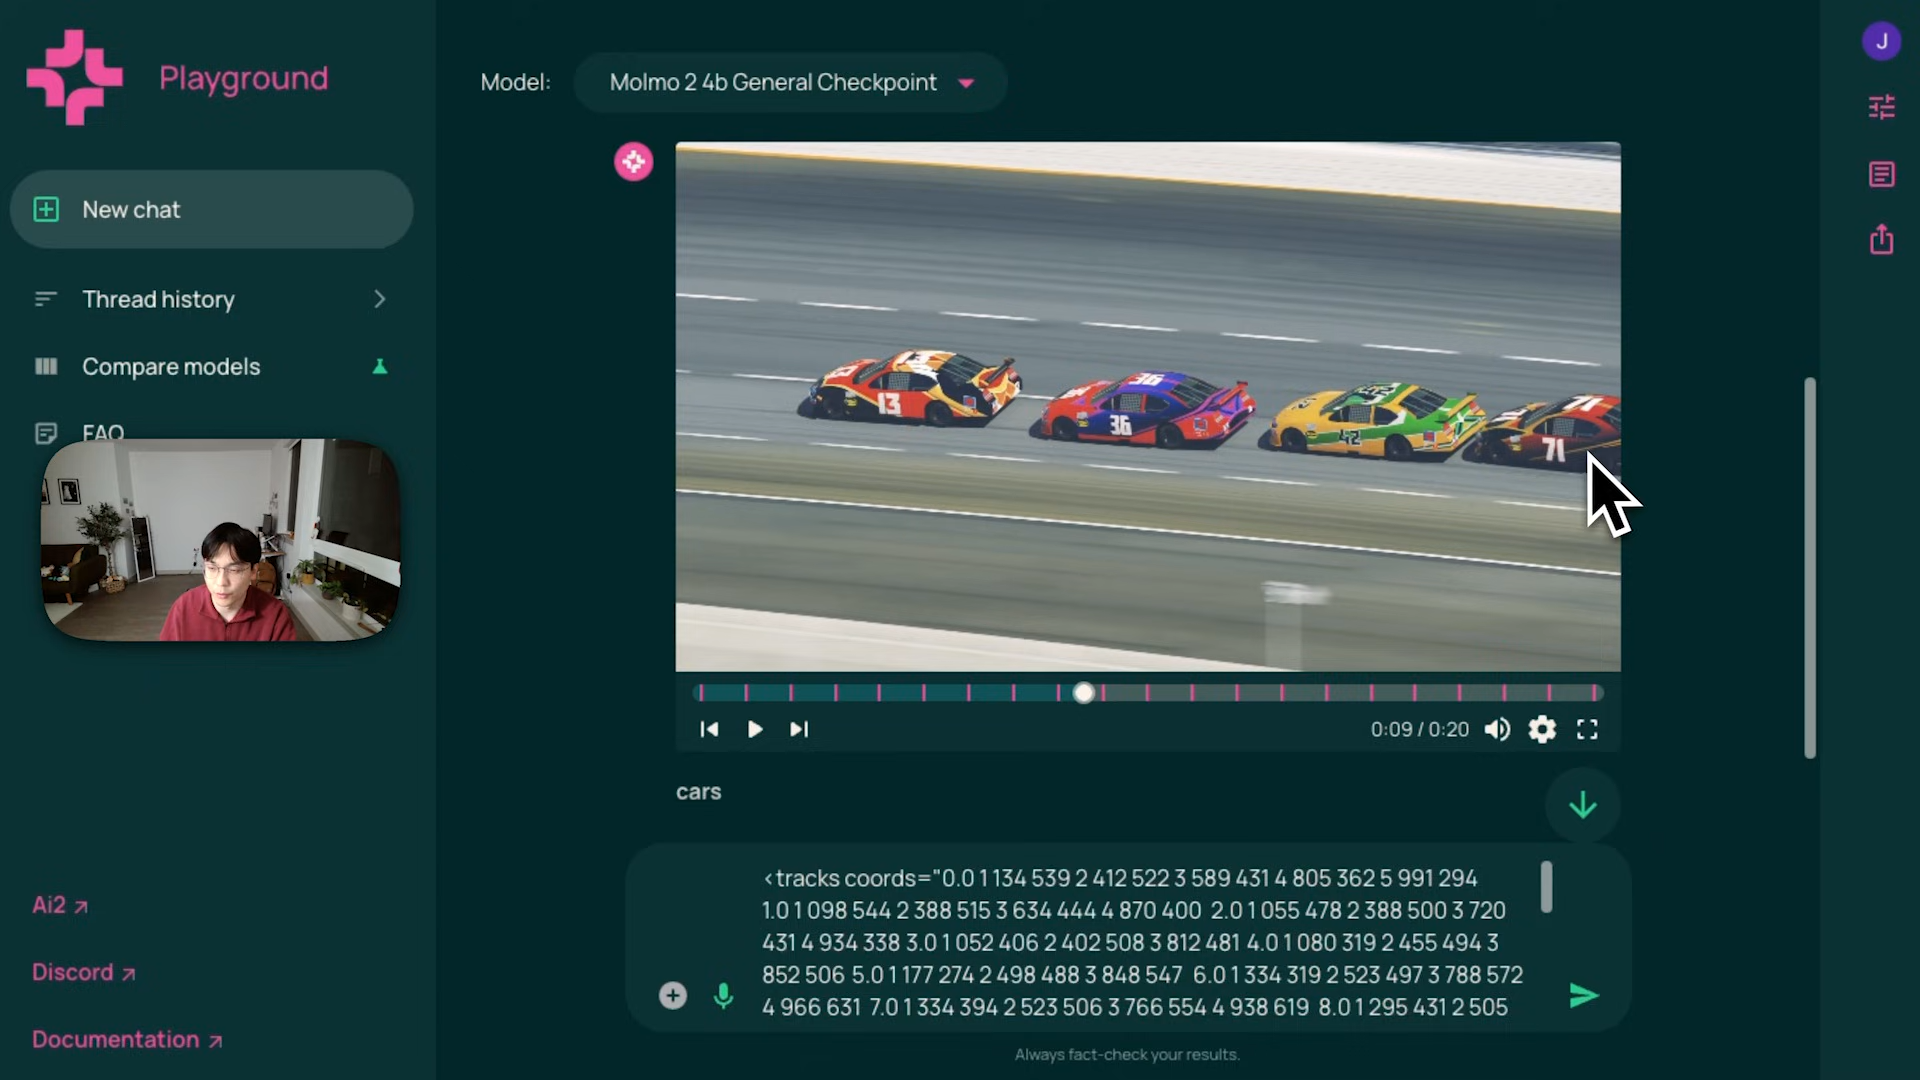 Playground
New chat
Thread history
Compare models
FAQ
Ai2
Discord
Documentation
Model:
Molmo 2 4b General Checkpoint
J
13
13
36
36
42
71
71
0:09 / 0:20
cars
<tracks coords="0.0 1 134 539 2 412 522 3 589 431 4 805 362 5 991 294
1.0 1 098 544 2 388 515 3 634 444 4 870 400 2.0 1 055 478 2 388 500 3 720
431 4 934 338 3.0 1 052 406 2 402 508 3 812 481 4.0 1 080 319 2 455 494 3
852 506 5.0 1 177 274 2 498 488 3 848 547 6.0 1 334 319 2 523 497 3 788 572
4 966 631 7.0 1 334 394 2 523 506 3 766 554 4 938 619 8.0 1 295 431 2 505
Always fact-check your results.